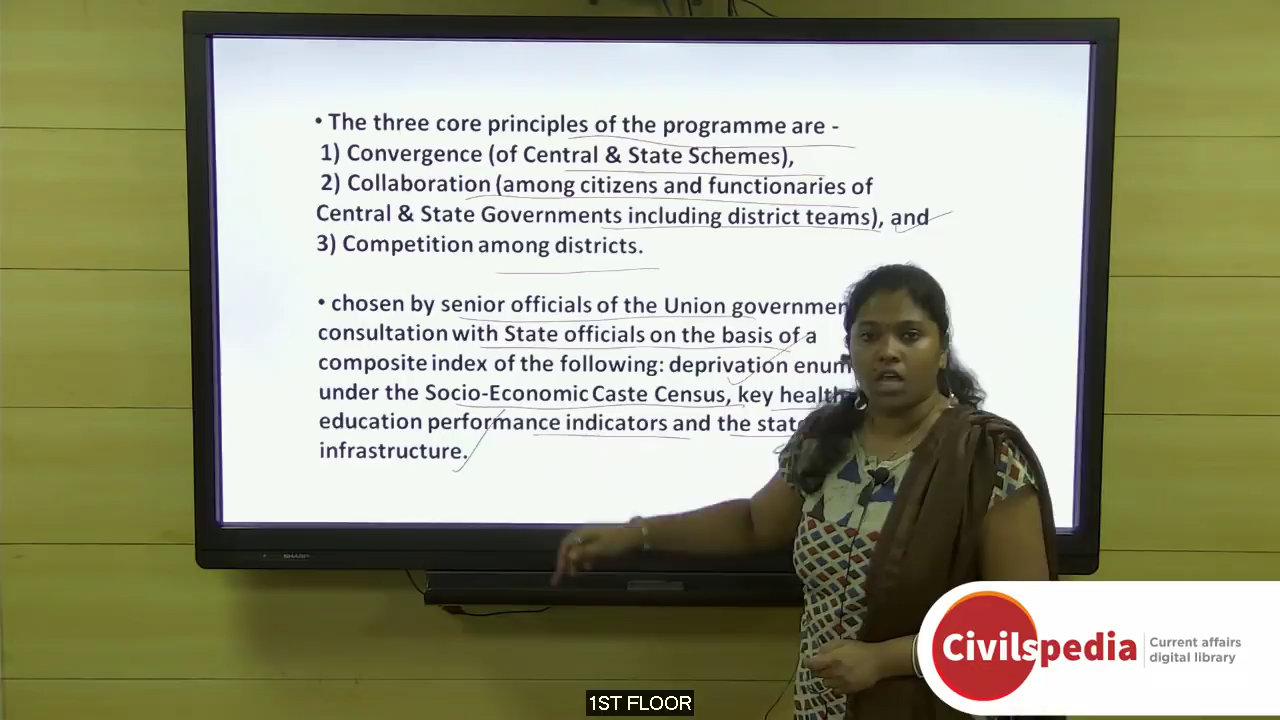 • The three core principles of the programme are -
1) Convergence (of Central & State Schemes),
2) Collaboration (among citizens and functionaries of
Central & State Governments including district teams), and
3) Competition among districts.
• chosen by senior officials of the Union
consultation with State officials on the basis of a
composite index of the following: deprivation
under the Socio-Economic Caste Census, key health
education performance indicators and the
infrastructure.
SHARP
Civilspedia
Current affairs
digital library
1ST FLOOR